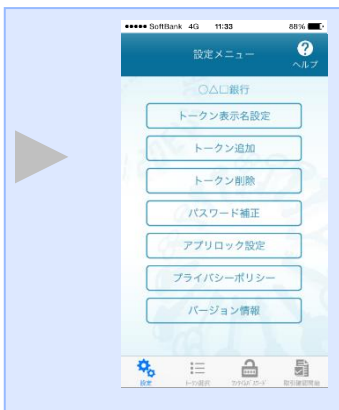 SoftBank 4G 11:33 88%
設定メニュー
ヘルプ
〇△□銀行
トークン表示名設定
トークン追加
トークン削除
パスワード補正
アプリロック設定
プライバシーポリシー
バージョン情報
設定